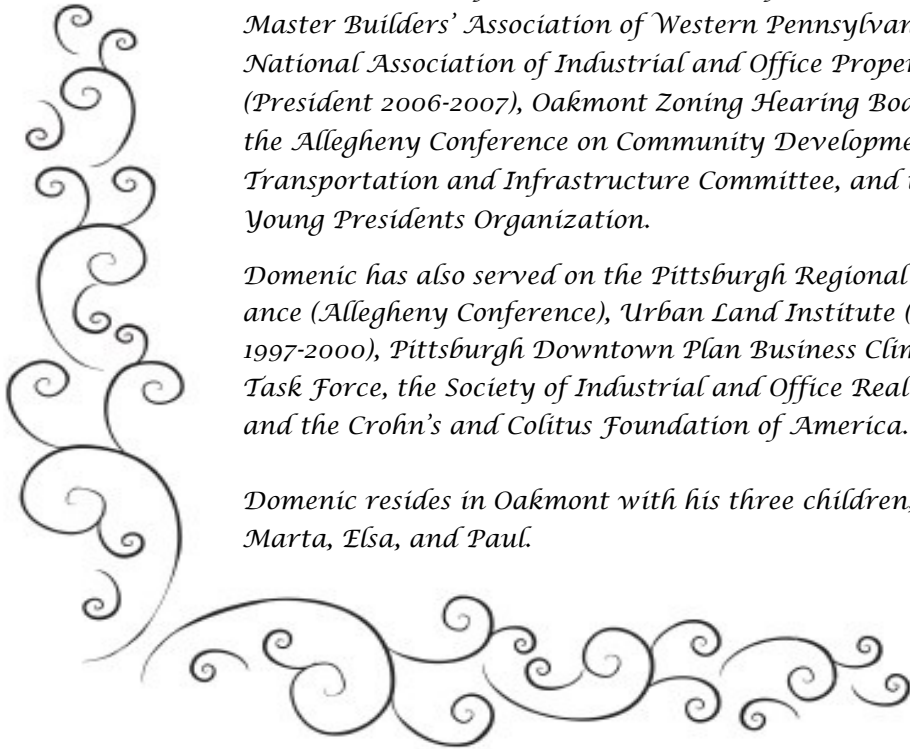 Master Builders’ Association of Western Pennsylvan
National Association of Industrial and Office Proper
(President 2006-2007), Oakmont Zoning Hearing Boa
the Allegheny Conference on Community Developme
Transportation and Infrastructure Committee, and
Young Presidents Organization.
Domenic has also served on the Pittsburgh Regional
ance (Allegheny Conference), Urban Land Institute (
1997-2000), Pittsburgh Downtown Plan Business Clim
Task Force, the Society of Industrial and Office Real
and the Crohn’s and Colitus Foundation of America.
Domenic resides in Oakmont with his three children,
Marta, Elsa, and Paul.